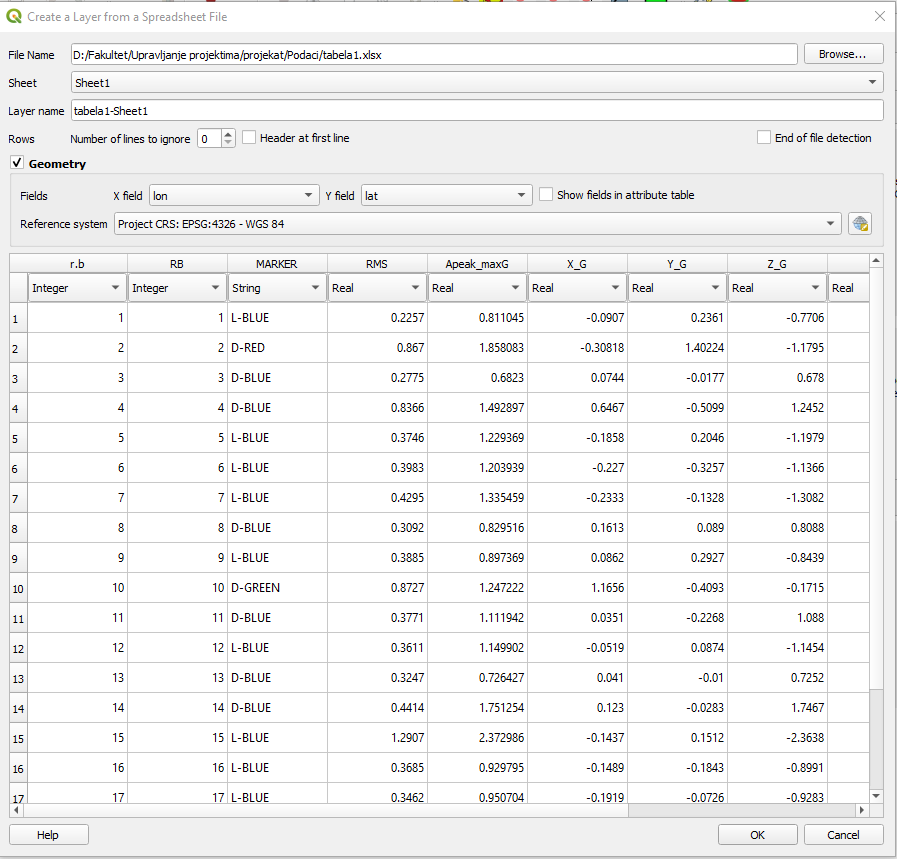 Create a Layer from a Spreadsheet File
File Name D:/Fakultet/Upravljanje projektima/projekat/Podaci/tabela1.xlsx Browse...
Sheet Sheet1
Layer name tabela1-Sheet1
Rows Number of lines to ignore 0 Header at first line End of file detection
Geometry
Fields X field lon Y field lat Show fields in attribute table
Reference system Project CRS: EPSG:4326 - WGS 84
r.b RB MARKER RMS Apeak_maxG X_G Y_G Z_G
Integer Integer String Real Real Real Real Real Real
1 1 1 L-BLUE 0.2257 0.811045 -0.0907 0.2361 -0.7706
2 2 2 D-RED 0.867 1.858083 -0.30818 1.40224 -1.1795
3 3 3 D-BLUE 0.2775 0.6823 0.0744 -0.0177 0.678
4 4 4 D-BLUE 0.8366 1.492897 0.6467 -0.5099 1.2452
5 5 5 L-BLUE 0.3746 1.229369 -0.1858 0.2046 -1.1979
6 6 6 L-BLUE 0.3983 1.203939 -0.227 -0.3257 -1.1366
7 7 7 L-BLUE 0.4295 1.335459 -0.2333 -0.1328 -1.3082
8 8 8 D-BLUE 0.3092 0.829516 0.1613 0.089 0.8088
9 9 9 L-BLUE 0.3885 0.897369 0.0862 0.2927 -0.8439
10 10 10 D-GREEN 0.8727 1.247222 1.1656 -0.4093 -0.1715
11 11 11 D-BLUE 0.3771 1.111942 0.0351 -0.2268 1.088
12 12 12 L-BLUE 0.3611 1.149902 -0.0519 0.0874 -1.1454
13 13 13 D-BLUE 0.3247 0.726427 0.041 -0.01 0.7252
14 14 14 D-BLUE 0.4414 1.751254 0.123 -0.0283 1.7467
15 15 15 L-BLUE 1.2907 2.372986 -0.1437 0.1512 -2.3638
16 16 16 L-BLUE 0.3685 0.929795 -0.1489 -0.1843 -0.8991
17 17 17 L-BLUE 0.3462 0.950704 -0.1919 -0.0726 -0.9283
Help OK Cancel